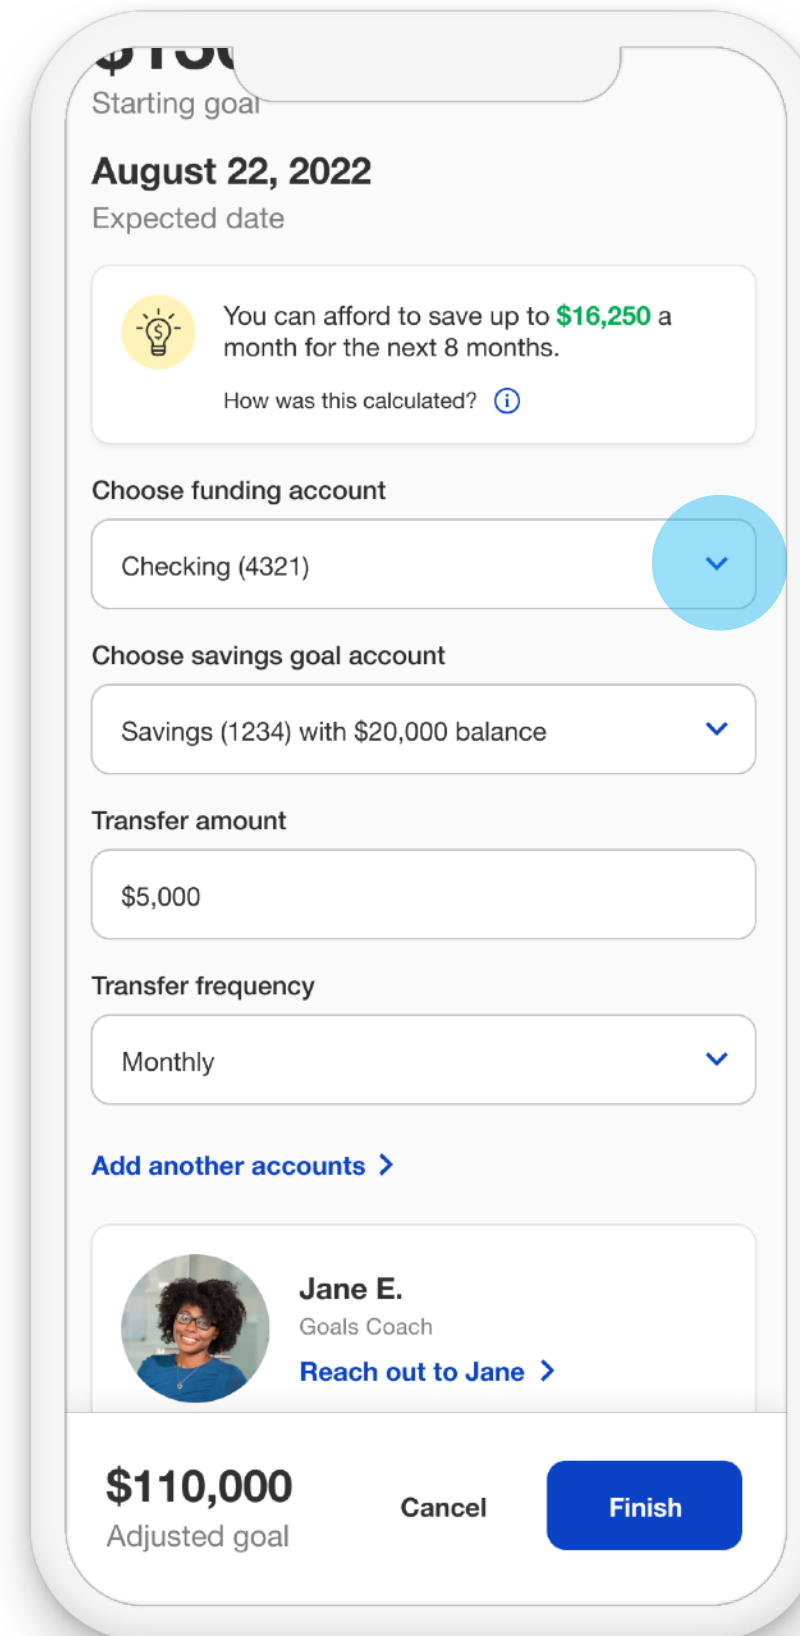 Starting goal
August 22, 2022
Expected date
You can afford to save up to $16,250 a
month for the next 8 months.
How was this calculated?
Choose funding account
Checking (4321)
Choose savings goal account
Savings (1234) with $20,000 balance
Transfer amount
$5,000
Transfer frequency
Monthly
Add another accounts
Jane E.
Goals Coach
Reach out to Jane
$110,000
Cancel
Finish
Adjusted goal